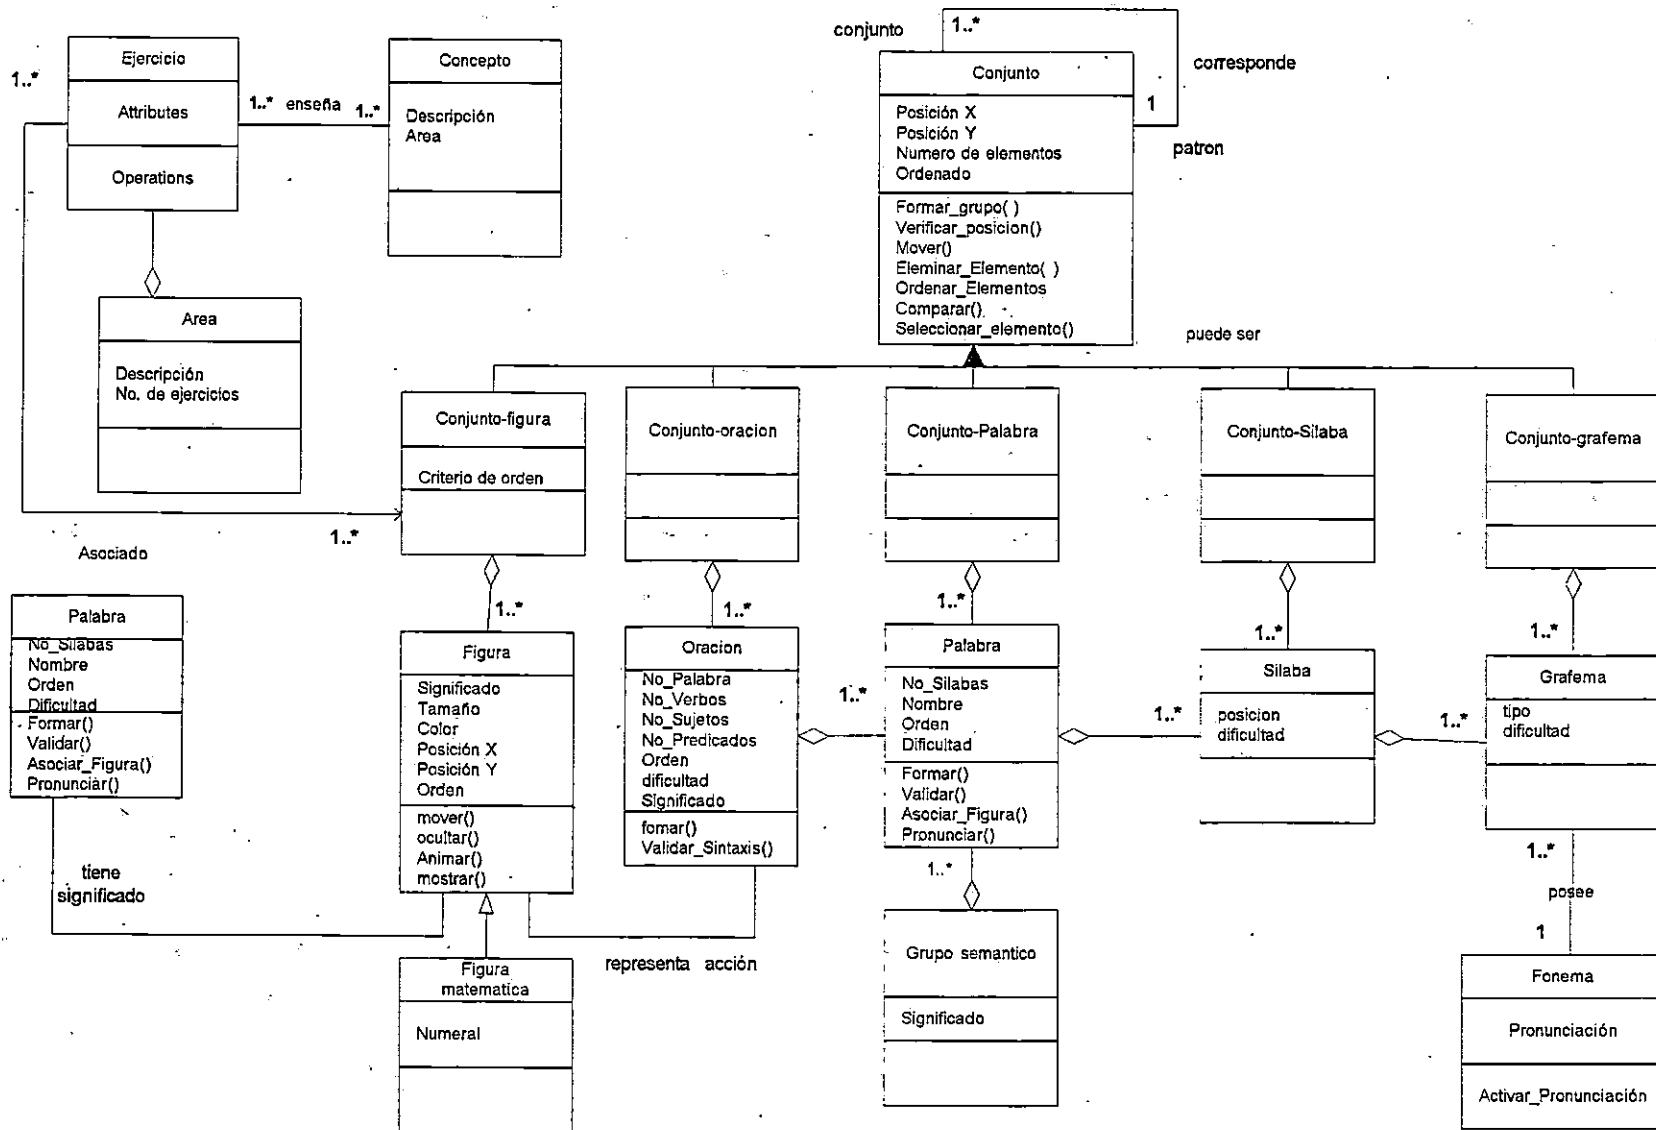 Ejercicio
Attributes
Operations
1..*
1..*
enseña
1..*
Concepto
Descripción
Area
Area
Descripción
No. de ejercicios
conjunto
1..*
corresponde
1
patron
Conjunto
Posición X
Posición Y
Numero de elementos
Ordenado
Formar_grupo( )
Verificar_posicion()
Mover()
Eleminar_Elemento( )
Ordenar_Elementos
Comparar()
Seleccionar_elemento()
puede ser
Conjunto-figura
Criterio de orden
Conjunto-oracion
Conjunto-Palabra
Conjunto-Silaba
Conjunto-grafema
1..*
Asociado
1..*
1..*
1..*
1..*
1..*
Palabra
No_Silabas
Nombre
Orden
Dificultad
Formar()
Validar()
Asociar_Figura()
Pronunciar()
Figura
Significado
Tamaño
Color
Posición X
Posición Y
Orden
mover()
ocultar()
Animar()
mostrar()
Oracion
No_Palabra
No_Verbos
No_Sujetos
No_Predicados
Orden
dificultad
Significado
fomar()
Validar_Sintaxis()
1..*
Palabra
No_Silabas
Nombre
Orden
Dificultad
Formar()
Validar()
Asociar_Figura()
Pronunciar()
1..*
Silaba
posicion
dificultad
1..*
Grafema
tipo
dificultad
tiene
significado
representa acción
1..*
1..*
posee
1
Figura
matematica
Numeral
Grupo semantico
Significado
Fonema
Pronunciación
Activar_Pronunciación